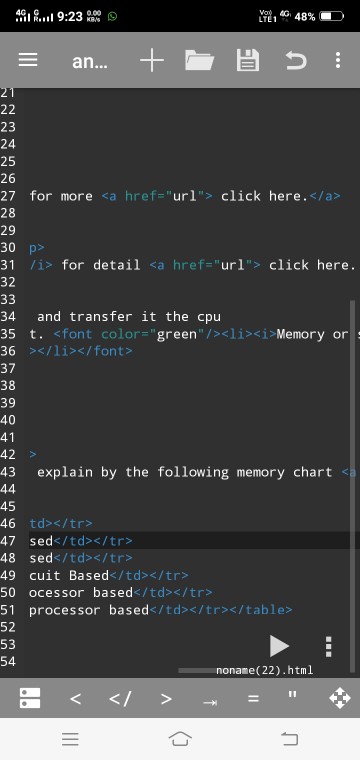 4G G 9:23 0.00 KB/s VoJ) LTE1 4G 48%
an...
21
22
23
24
25
26
27 for more <a href="url"> click here.</a>
28
29
30 p>
31 /i> for detail <a href="url"> click here.
32
33
34 and transfer it the cpu
35 t. <font color="green"/><li><i>Memory or s
36 ></li></font>
37
38
39
40
41
42 >
43 explain by the following memory chart <a
44
45
46 td></tr>
47 sed</td></tr>
48 sed</td></tr>
49 cuit Based</td></tr>
50 ocessor based</td></tr>
51 processor based</td></tr></table>
52
53
54
noname(22).html
< </ > = "